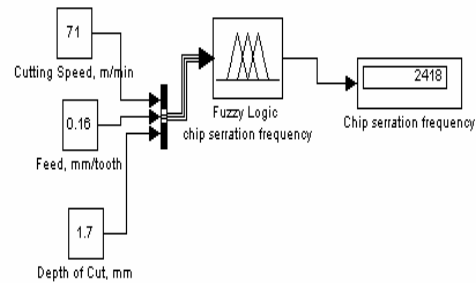 71
Cutting Speed, m/min
0.16
Feed, mm/tooth
1.7
Depth of Cut, mm
Fuzzy Logic
chip serration frequency
2418
Chip serration frequency